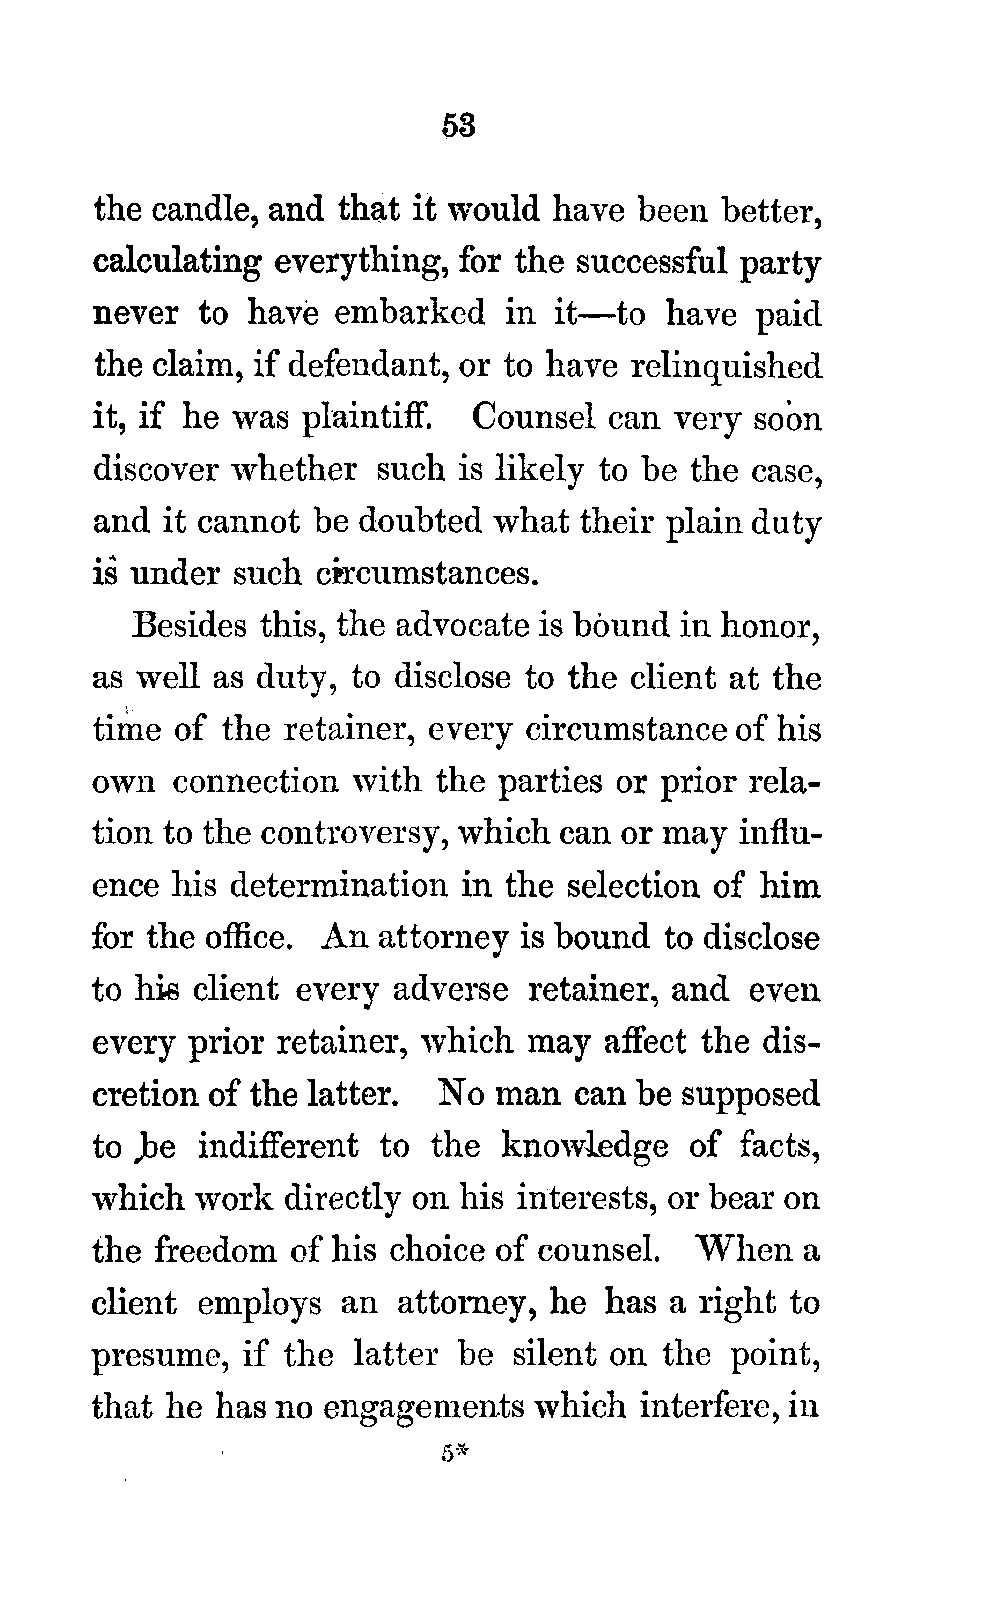 53
the candle, and that it would have been better,
calculating everything, for the successful party
never to have embarked in it—to have paid
the claim, if defendant, or to have relinquished
it, if he was plaintiff. Counsel can very soon
discover whether such is likely to be the case,
and it cannot be doubted what their plain duty
is under such circumstances.
Besides this, the advocate is bound in honor,
as well as duty, to disclose to the client at the
time of the retainer, every circumstance of his
own connection with the parties or prior rela-
tion to the controversy, which can or may influ-
ence his determination in the selection of him
for the office. An attorney is bound to disclose
to his client every adverse retainer, and even
every prior retainer, which may affect the dis-
cretion of the latter. No man can be supposed
to be indifferent to the knowledge of facts,
which work directly on his interests, or bear on
the freedom of his choice of counsel. When a
client employs an attorney, he has a right to
presume, if the latter be silent on the point,
that he has no engagements which interfere, in
5*